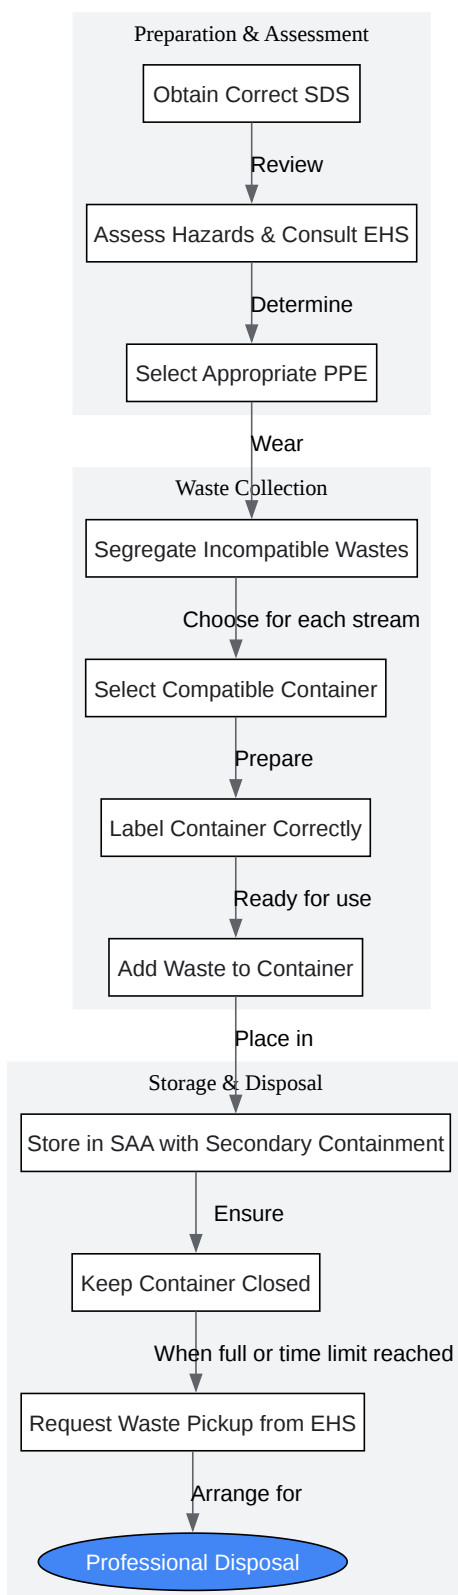 Preparation & Assessment
Obtain Correct SDS
Review
Assess Hazards & Consult EHS
Determine
Select Appropriate PPE
Wear
Waste Collection
Segregate Incompatible Wastes
Choose for each stream
Select Compatible Container
Prepare
Label Container Correctly
Ready for use
Add Waste to Container
Place in
Storage & Disposal
Store in SAA with Secondary Containment
Ensure
Keep Container Closed
When full or time limit reached
Request Waste Pickup from EHS
Arrange for
Professional Disposal